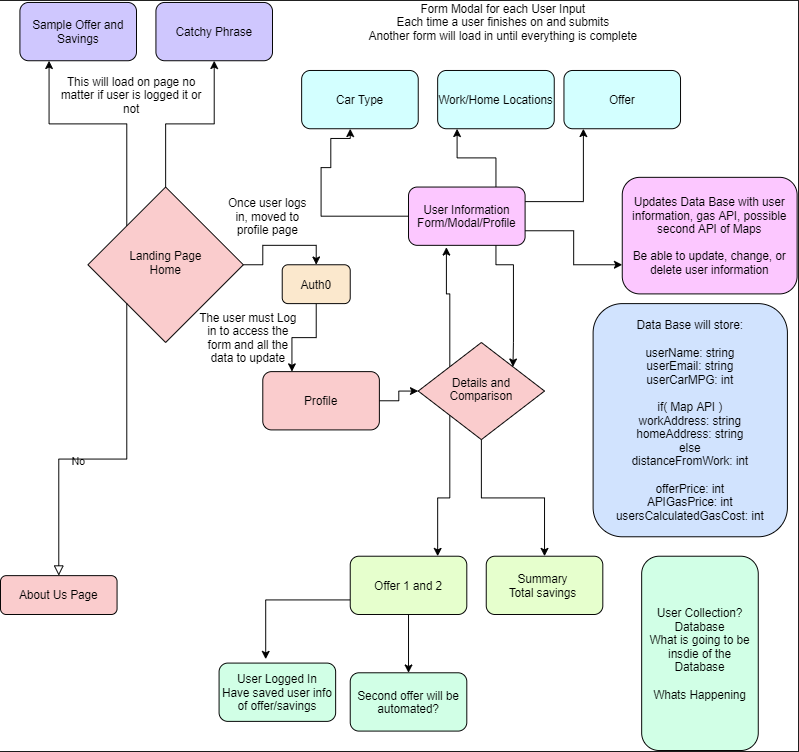 Sample Offer and
Savings
Catchy Phrase
Form Modal for each User Input
Each time a user finishes on and submits
Another form will load in until everything is complete
This will load on page no
matter if user is logged it or
not
Car Type
Work/Home Locations
Offer
Once user logs
in, moved to
profile page
User Information
Form/Modal/Profile
Updates Data Base with user
information, gas API, possible
second API of Maps
Be able to update, change, or
delete user information
Landing Page
Home
Auth0
The user must Log
in to access the
form and all the
data to update
Data Base will store:
userName: string
userEmail: string
userCarMPG: int
if( Map API )
workAddress: string
homeAddress: string
else
distanceFromWork: int
offerPrice: int
APIGasPrice: int
usersCalculatedGasCost: int
Profile
Details and
Comparison
No
About Us Page
Offer 1 and 2
Summary
Total savings
User Collection?
Database
What is going to be
insdie of the
Database
Whats Happening
User Logged In
Have saved user info
of offer/savings
Second offer will be
automated?